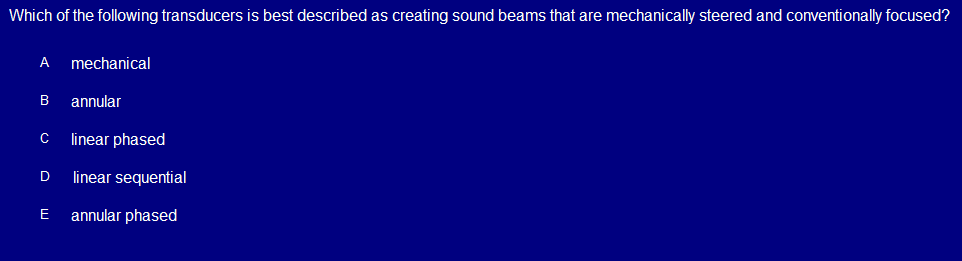 Which of the following transducers is best described as creating sound beams that are mechanically steered and conventionally focused?
A mechanical
B annular
C linear phased
D linear sequential
E annular phased